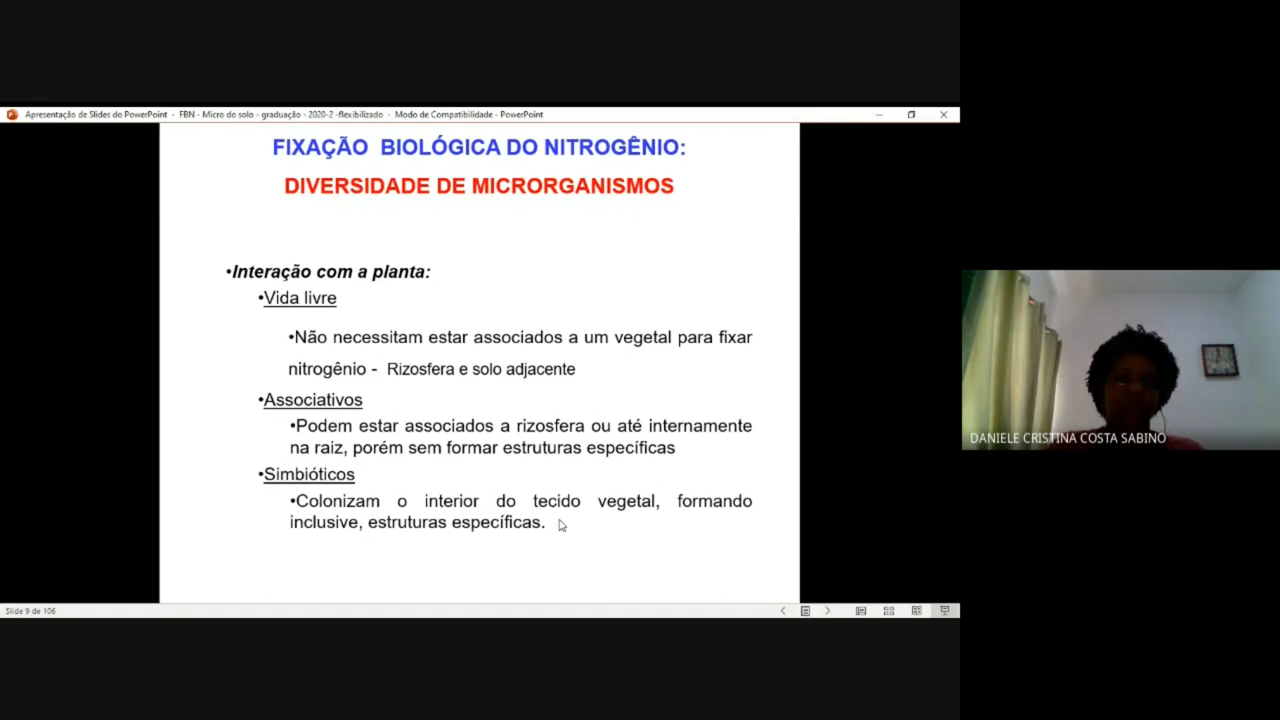 Apresentação de Slides do PowerPoint - FBN - Micro do solo - graduação - 2020-2 -flexibilizado - Modo de Compatibilidade - PowerPoint
FIXAÇÃO BIOLÓGICA DO NITROGÊNIO:
DIVERSIDADE DE MICRORGANISMOS
•Interação com a planta:
•Vida livre
•Não necessitam estar associados a um vegetal para fixar
nitrogênio - Rizosfera e solo adjacente
•Associativos
•Podem estar associados a rizosfera ou até internamente
na raiz, porém sem formar estruturas específicas
•Simbióticos
•Colonizam o interior do tecido vegetal, formando
inclusive, estruturas específicas.
Slide 9 de 106
DANIELE CRISTINA COSTA SABINO